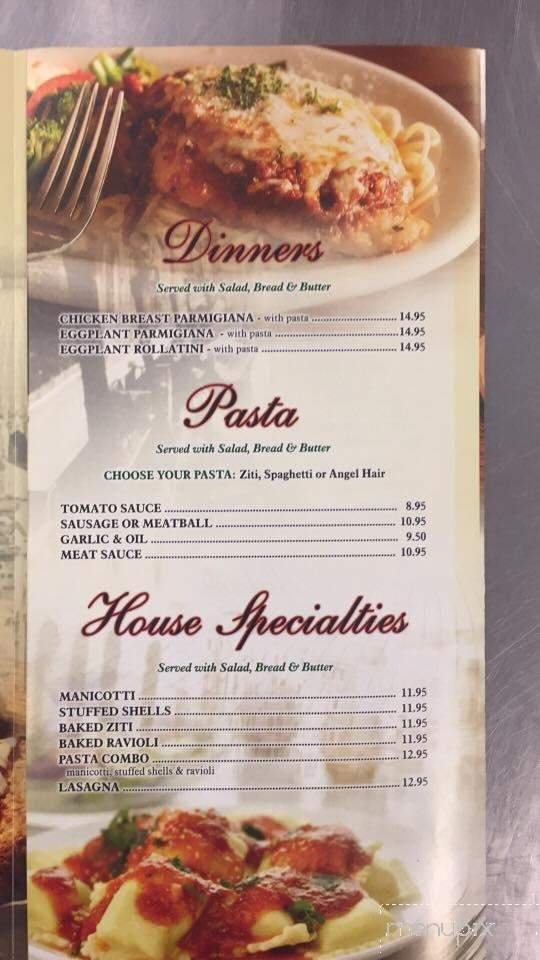 Dinners
Served with Salad, Bread & Butter
CHICKEN BREAST PARMIGIANA - with pasta 14.95
EGGPLANT PARMIGIANA - with pasta 14.95
EGGPLANT ROLLATINI - with pasta 14.95
Pasta
Served with Salad, Bread & Butter
CHOOSE YOUR PASTA: Ziti, Spaghetti or Angel Hair
TOMATO SAUCE 8.95
SAUSAGE OR MEATBALL 10.95
GARLIC & OIL 9.50
MEAT SAUCE 10.95
House Specialties
Served with Salad, Bread & Butter
MANICOTTI 11.95
STUFFED SHELLS 11.95
BAKED ZITI 11.95
BAKED RAVIOLI 11.95
PASTA COMBO 12.95
manicotti, stuffed shells & ravioli
LASAGNA 12.95
menupix